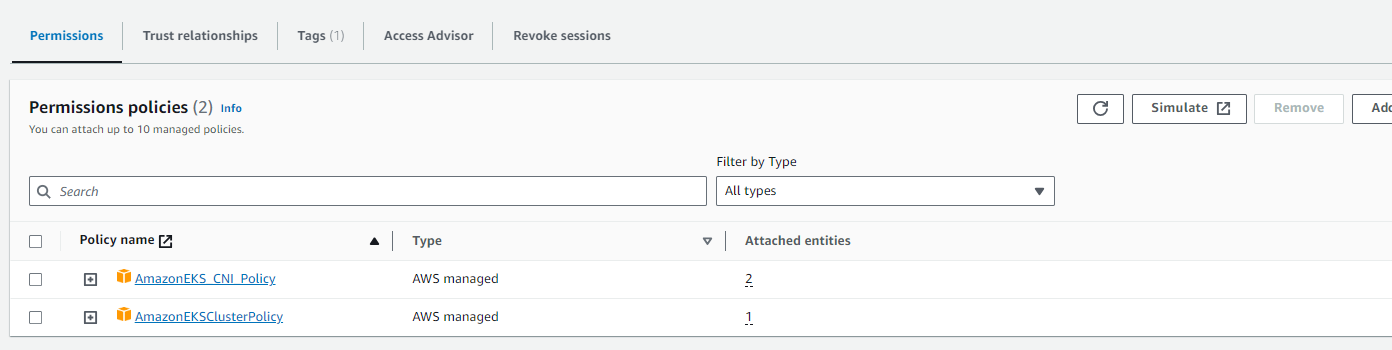 Permissions Trust relationships Tags (1) Access Advisor Revoke sessions
Permissions policies (2) Info
You can attach up to 10 managed policies.
Simulate Remove Add
Filter by Type
Search All types
Policy name Type Attached entities
AmazonEKS_CNI_Policy AWS managed 2
AmazonEKSClusterPolicy AWS managed 1